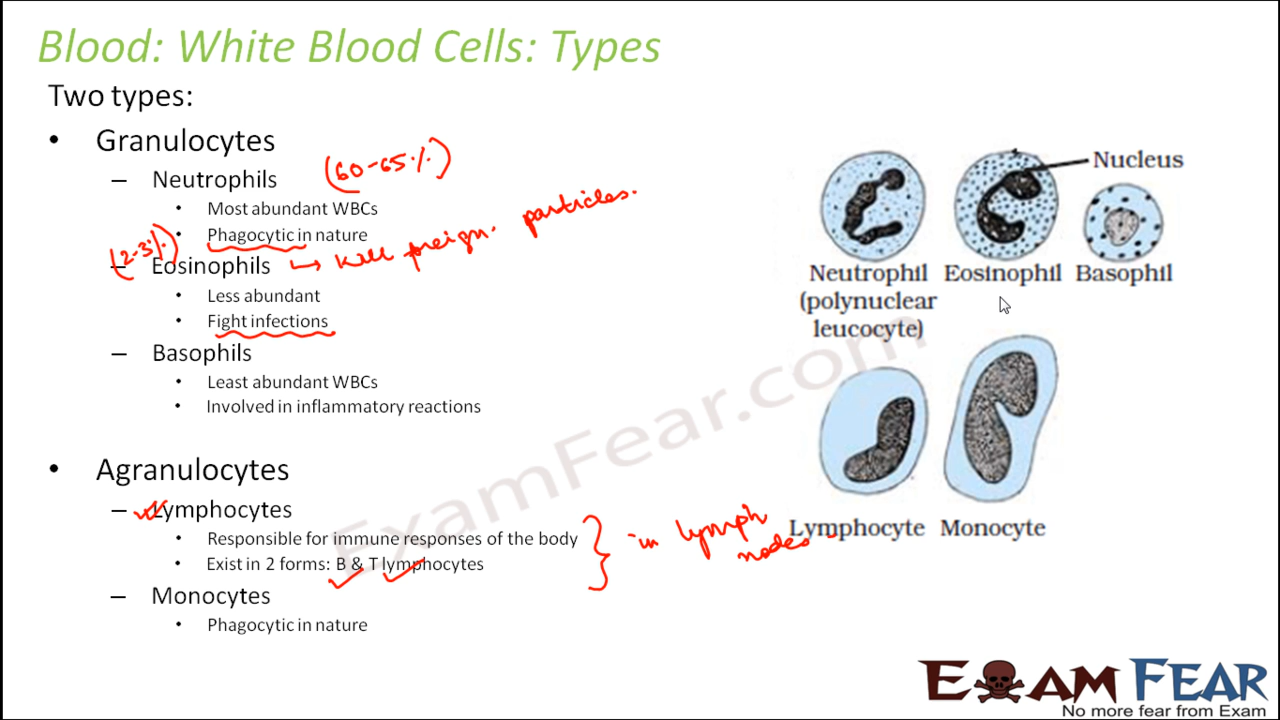 Blood: White Blood Cells: Types
Two types:
• Granulocytes
– Neutrophils (60-65%)
• Most abundant WBCs
• Phagocytic in nature
(2-3%)
– Eosinophils → kill foreign particles.
• Less abundant
• Fight infections
– Basophils
• Least abundant WBCs
• Involved in inflammatory reactions
• Agranulocytes
– Lymphocytes
• Responsible for immune responses of the body
• Exist in 2 forms: B & T lymphocytes
} in lymph
nodes
– Monocytes
• Phagocytic in nature
Nucleus
Neutrophil
(polynuclear
leucocyte)
Eosinophil
Basophil
Lymphocyte
Monocyte
ExamFear.com
EXAM FEAR
No more fear from Exam